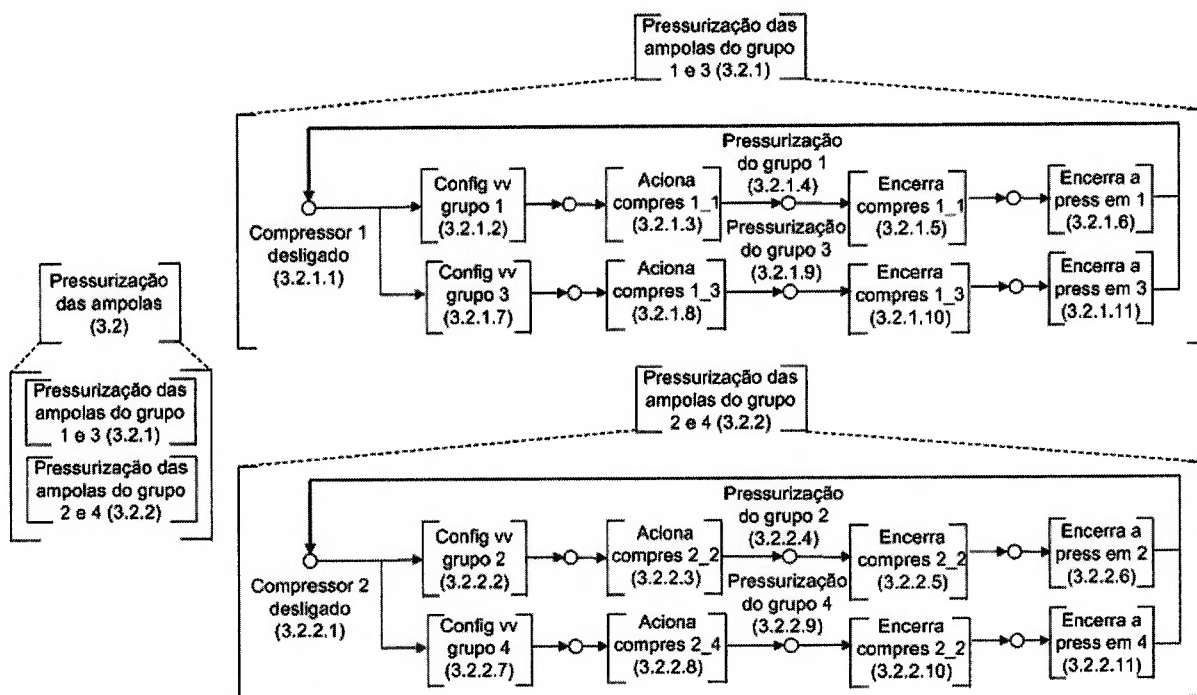 Pressurização das
ampolas do grupo
1 e 3 (3.2.1)
Compressor 1
desligado
(3.2.1.1)
Config vv
grupo 1
(3.2.1.2)
Aciona
compres 1_1
(3.2.1.3)
Pressurização
do grupo 1
(3.2.1.4)
Encerra
compres 1_1
(3.2.1.5)
Encerra a
press em 1
(3.2.1.6)
Config vv
grupo 3
(3.2.1.7)
Aciona
compres 1_3
(3.2.1.8)
Pressurização
do grupo 3
(3.2.1.9)
Encerra
compres 1_3
(3.2.1.10)
Encerra a
press em 3
(3.2.1.11)
Pressurização
das ampolas
(3.2)
Pressurização das
ampolas do grupo
1 e 3 (3.2.1)
Pressurização das
ampolas do grupo
2 e 4 (3.2.2)
Pressurização das
ampolas do grupo
2 e 4 (3.2.2)
Compressor 2
desligado
(3.2.2.1)
Config vv
grupo 2
(3.2.2.2)
Aciona
compres 2_2
(3.2.2.3)
Pressurização
do grupo 2
(3.2.2.4)
Encerra
compres 2_2
(3.2.2.5)
Encerra a
press em 2
(3.2.2.6)
Config vv
grupo 4
(3.2.2.7)
Aciona
compres 2_4
(3.2.2.8)
Pressurização
do grupo 4
(3.2.2.9)
Encerra
compres 2_2
(3.2.2.10)
Encerra a
press em 4
(3.2.2.11)